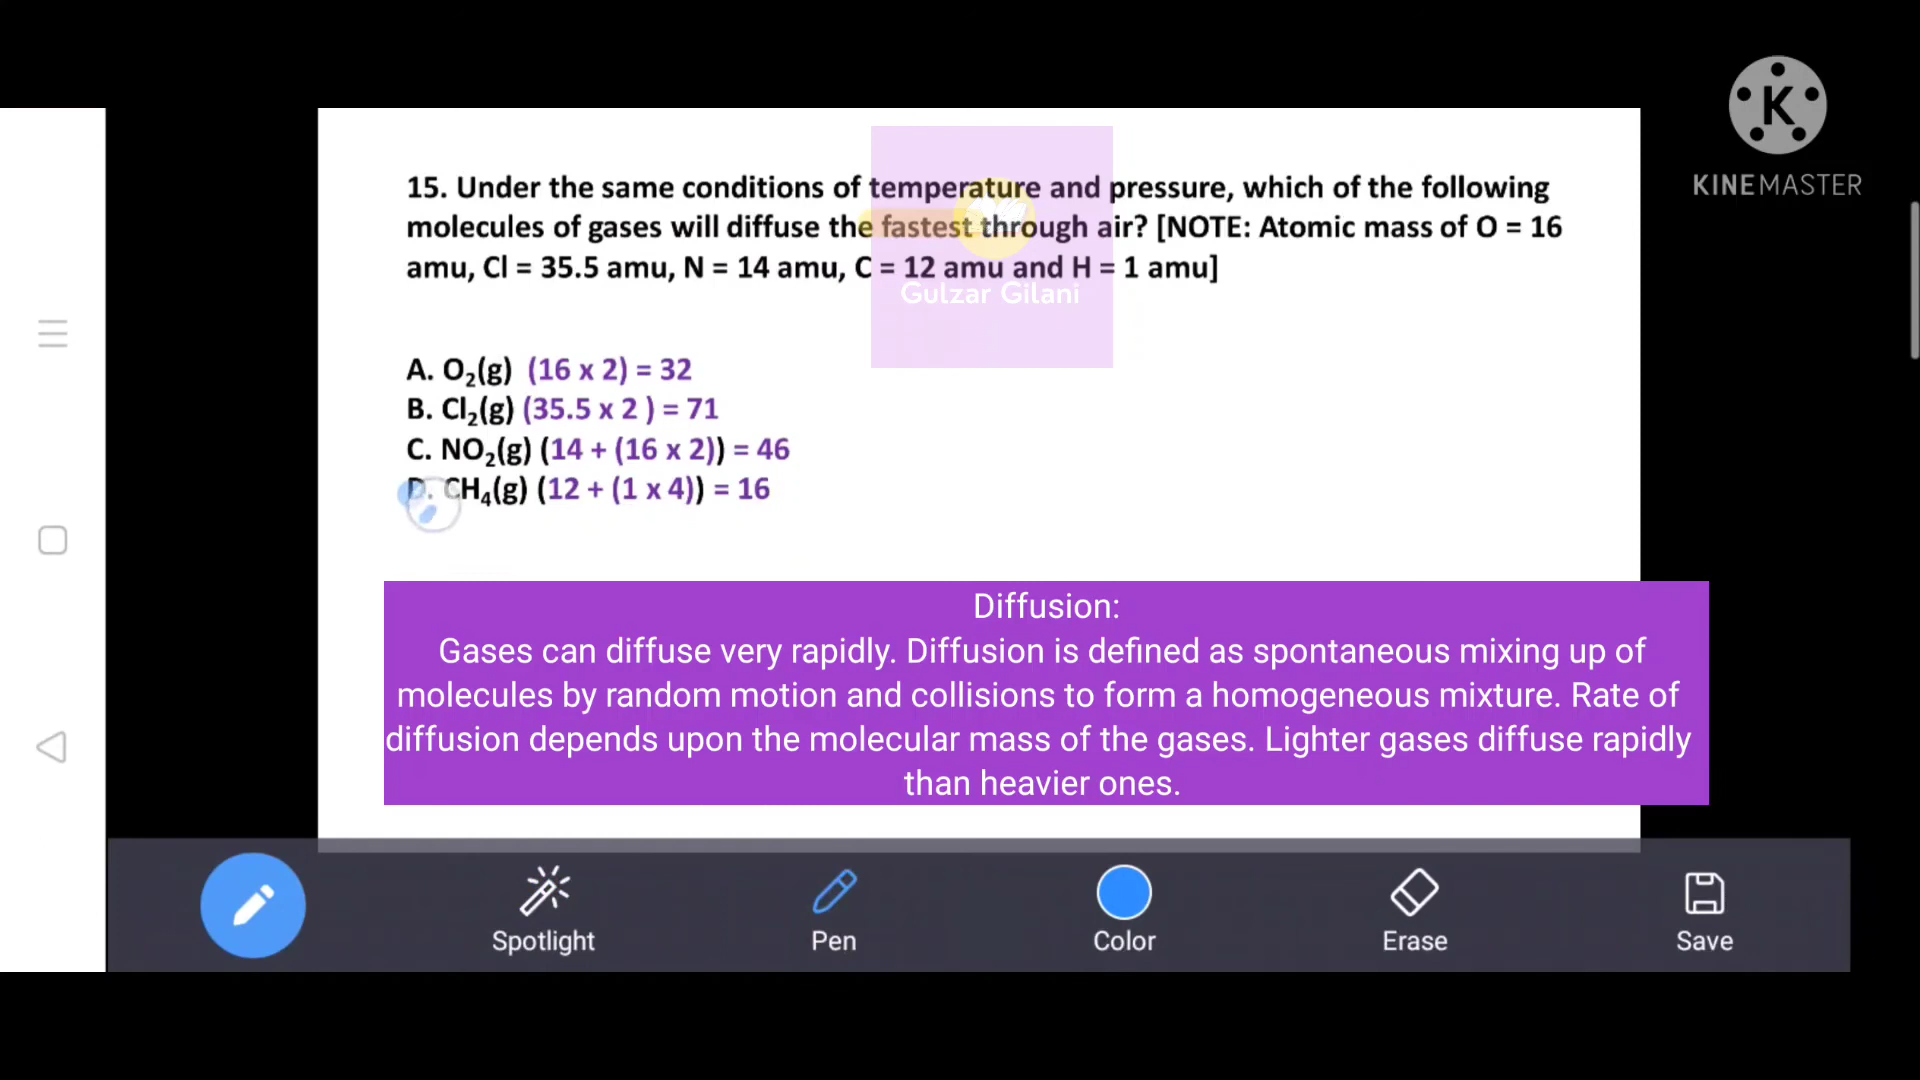 K
KINEMASTER
15. Under the same conditions of temperature and pressure, which of the following
molecules of gases will diffuse the fastest through air? [NOTE: Atomic mass of O = 16
amu, Cl = 35.5 amu, N = 14 amu, C = 12 amu and H = 1 amu]
Gulzar Gilani
A. O₂(g) (16 x 2) = 32
B. Cl₂(g) (35.5 x 2 ) = 71
C. NO₂(g) (14 + (16 x 2)) = 46
D. CH₄(g) (12 + (1 x 4)) = 16
Diffusion:
Gases can diffuse very rapidly. Diffusion is defined as spontaneous mixing up of
molecules by random motion and collisions to form a homogeneous mixture. Rate of
diffusion depends upon the molecular mass of the gases. Lighter gases diffuse rapidly
than heavier ones.
Spotlight
Pen
Color
Erase
Save